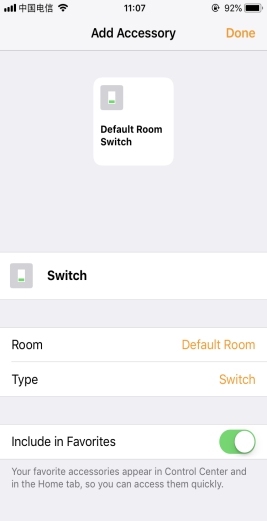 中国电信 11:07 92%
Add Accessory Done
Default Room
Switch
Switch
Room Default Room
Type Switch
Include in Favorites
Your favorite accessories appear in Control Center and
in the Home tab, so you can access them quickly.